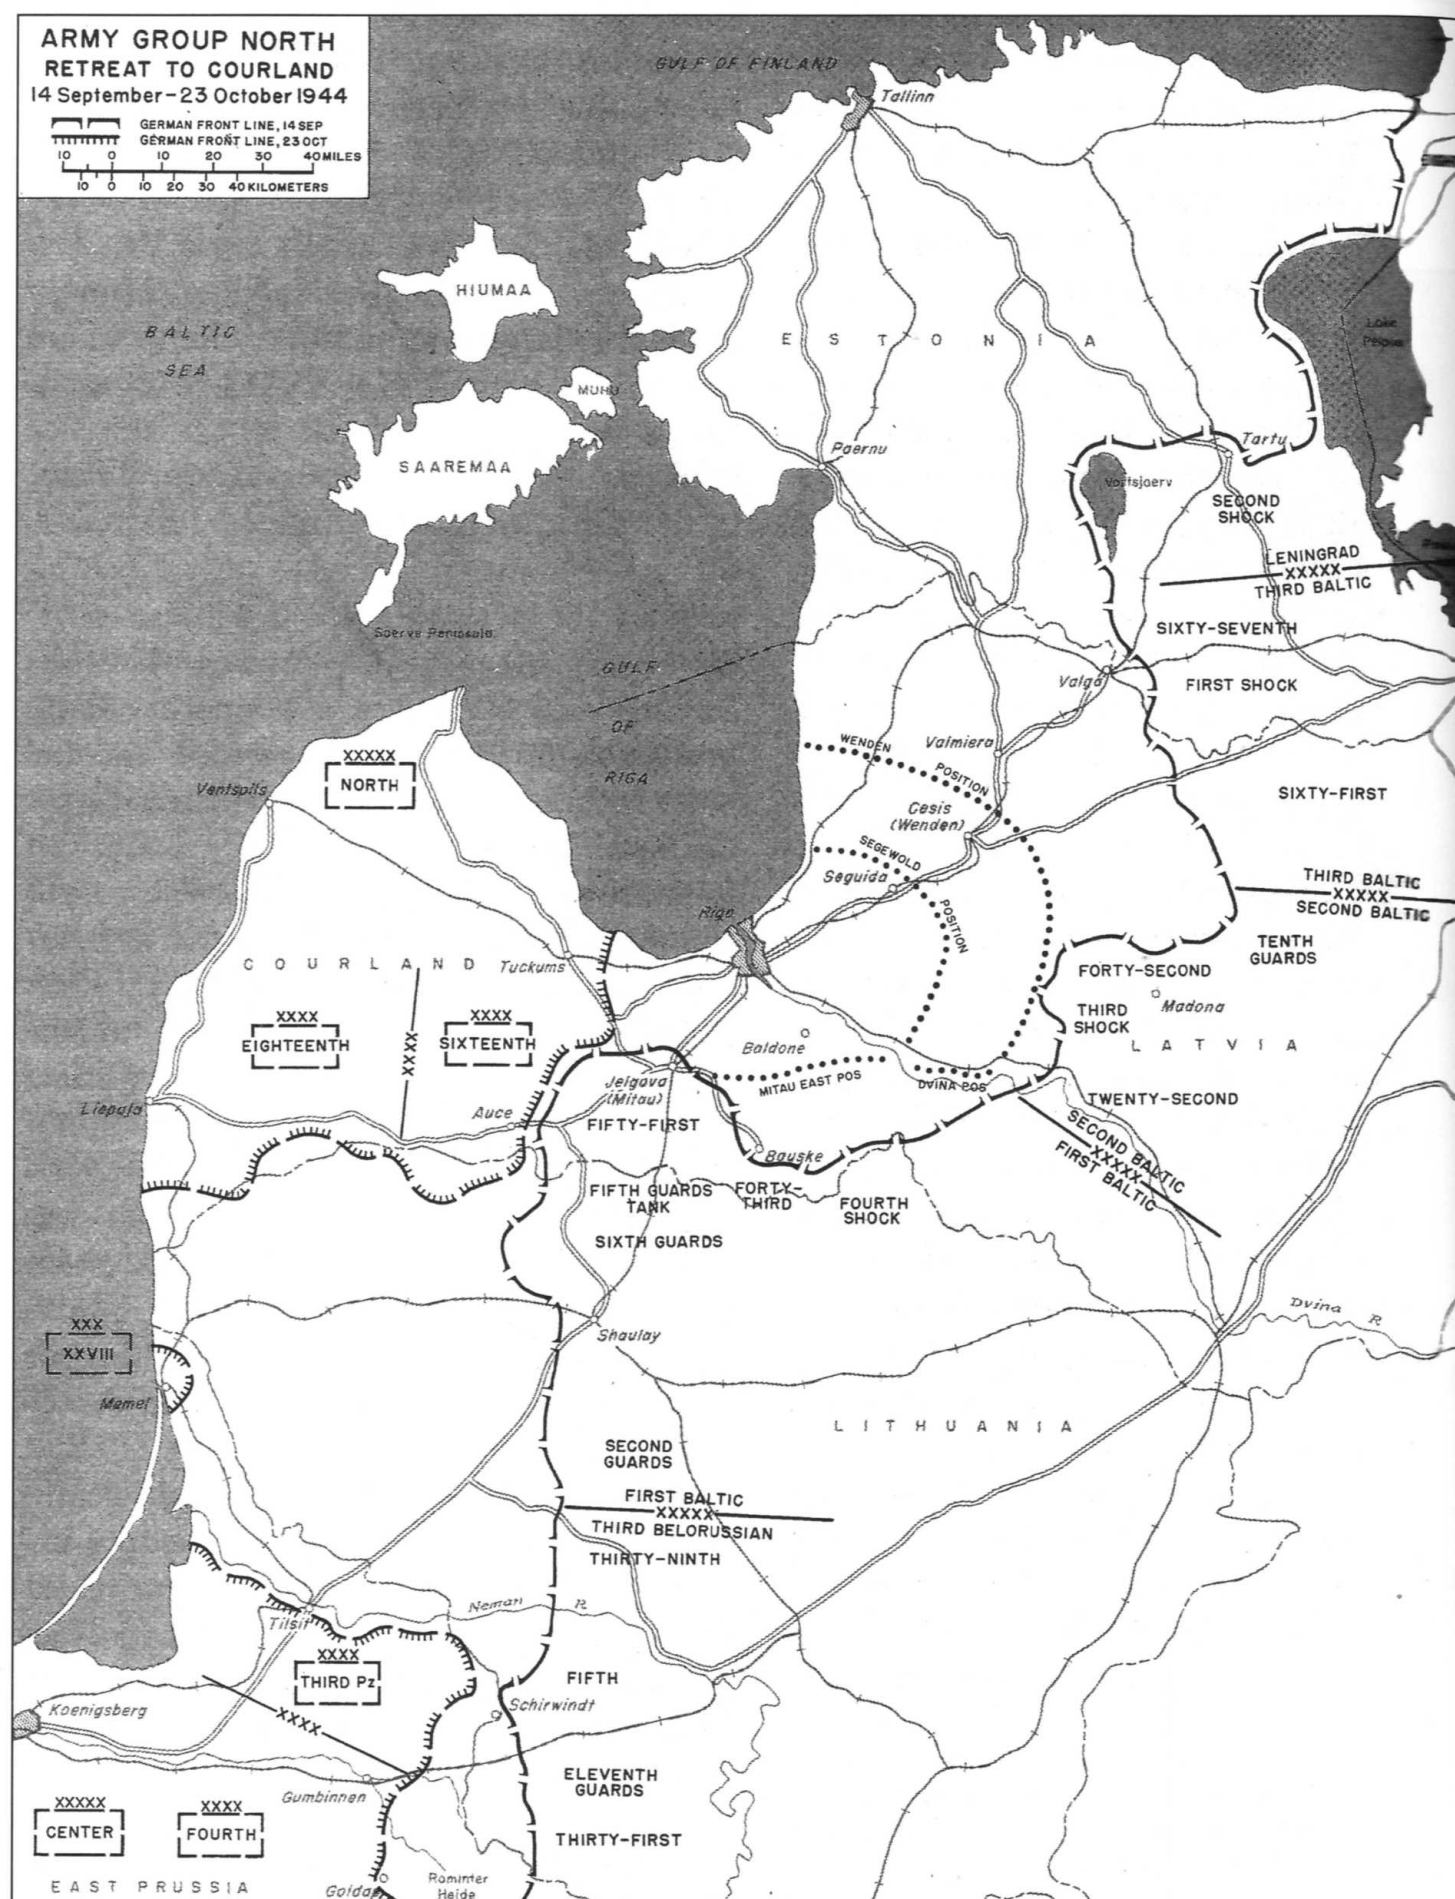 ARMY GROUP NORTH
RETREAT TO COURLAND
14 September-23 October 1944
GERMAN FRONT LINE, 14 SEP
GERMAN FRONT LINE, 23 OCT
10 0 10 20 30 40 MILES
10 0 10 20 30 40 KILOMETERS
GULF OF FINLAND
Tallinn
HIUMAA
BALTIC
SEA
ESTONIA
Lake
Peipus
MUHU
SAAREMAA
Paernu
Tartu
Voitsjaerv
SECOND
SHOCK
LENINGRAD
XXXXX
THIRD BALTIC
Saerve Peninsula
SIXTY-SEVENTH
GULF
OF
RIGA
Valga
FIRST SHOCK
WENDEN
POSITION
Valmiera
XXXXX
NORTH
Ventspils
Cesis
(Wenden)
SIXTY-FIRST
SEGEWOLD
POSITION
Seguida
THIRD BALTIC
XXXXX
SECOND BALTIC
Riga
TENTH
GUARDS
COURLAND
Tuckums
FORTY-SECOND
Madona
THIRD
SHOCK
LATVIA
XXXX
EIGHTEENTH
XXXX
XXXX
SIXTEENTH
Baldone
MITAU EAST POS
DVINA POS
Jelgava
(Mitau)
Liepaja
Auce
FIFTY-FIRST
TWENTY-SECOND
SECOND BALTIC
XXXXX
FIRST BALTIC
Bauske
FIFTH GUARDS
TANK
FORTY-
THIRD
FOURTH
SHOCK
SIXTH GUARDS
Dvina R
Shaulay
XXX
XXVIII
Memel
LITHUANIA
SECOND
GUARDS
FIRST BALTIC
XXXXX
THIRD BELORUSSIAN
THIRTY-NINTH
Neman R
Tilsit
XXXX
THIRD Pz
FIFTH
Koenigsberg
XXXX
Schirwindt
ELEVENTH
GUARDS
Gumbinnen
XXXXX
CENTER
XXXX
FOURTH
THIRTY-FIRST
EAST PRUSSIA
Goldap
Rominter
Heide